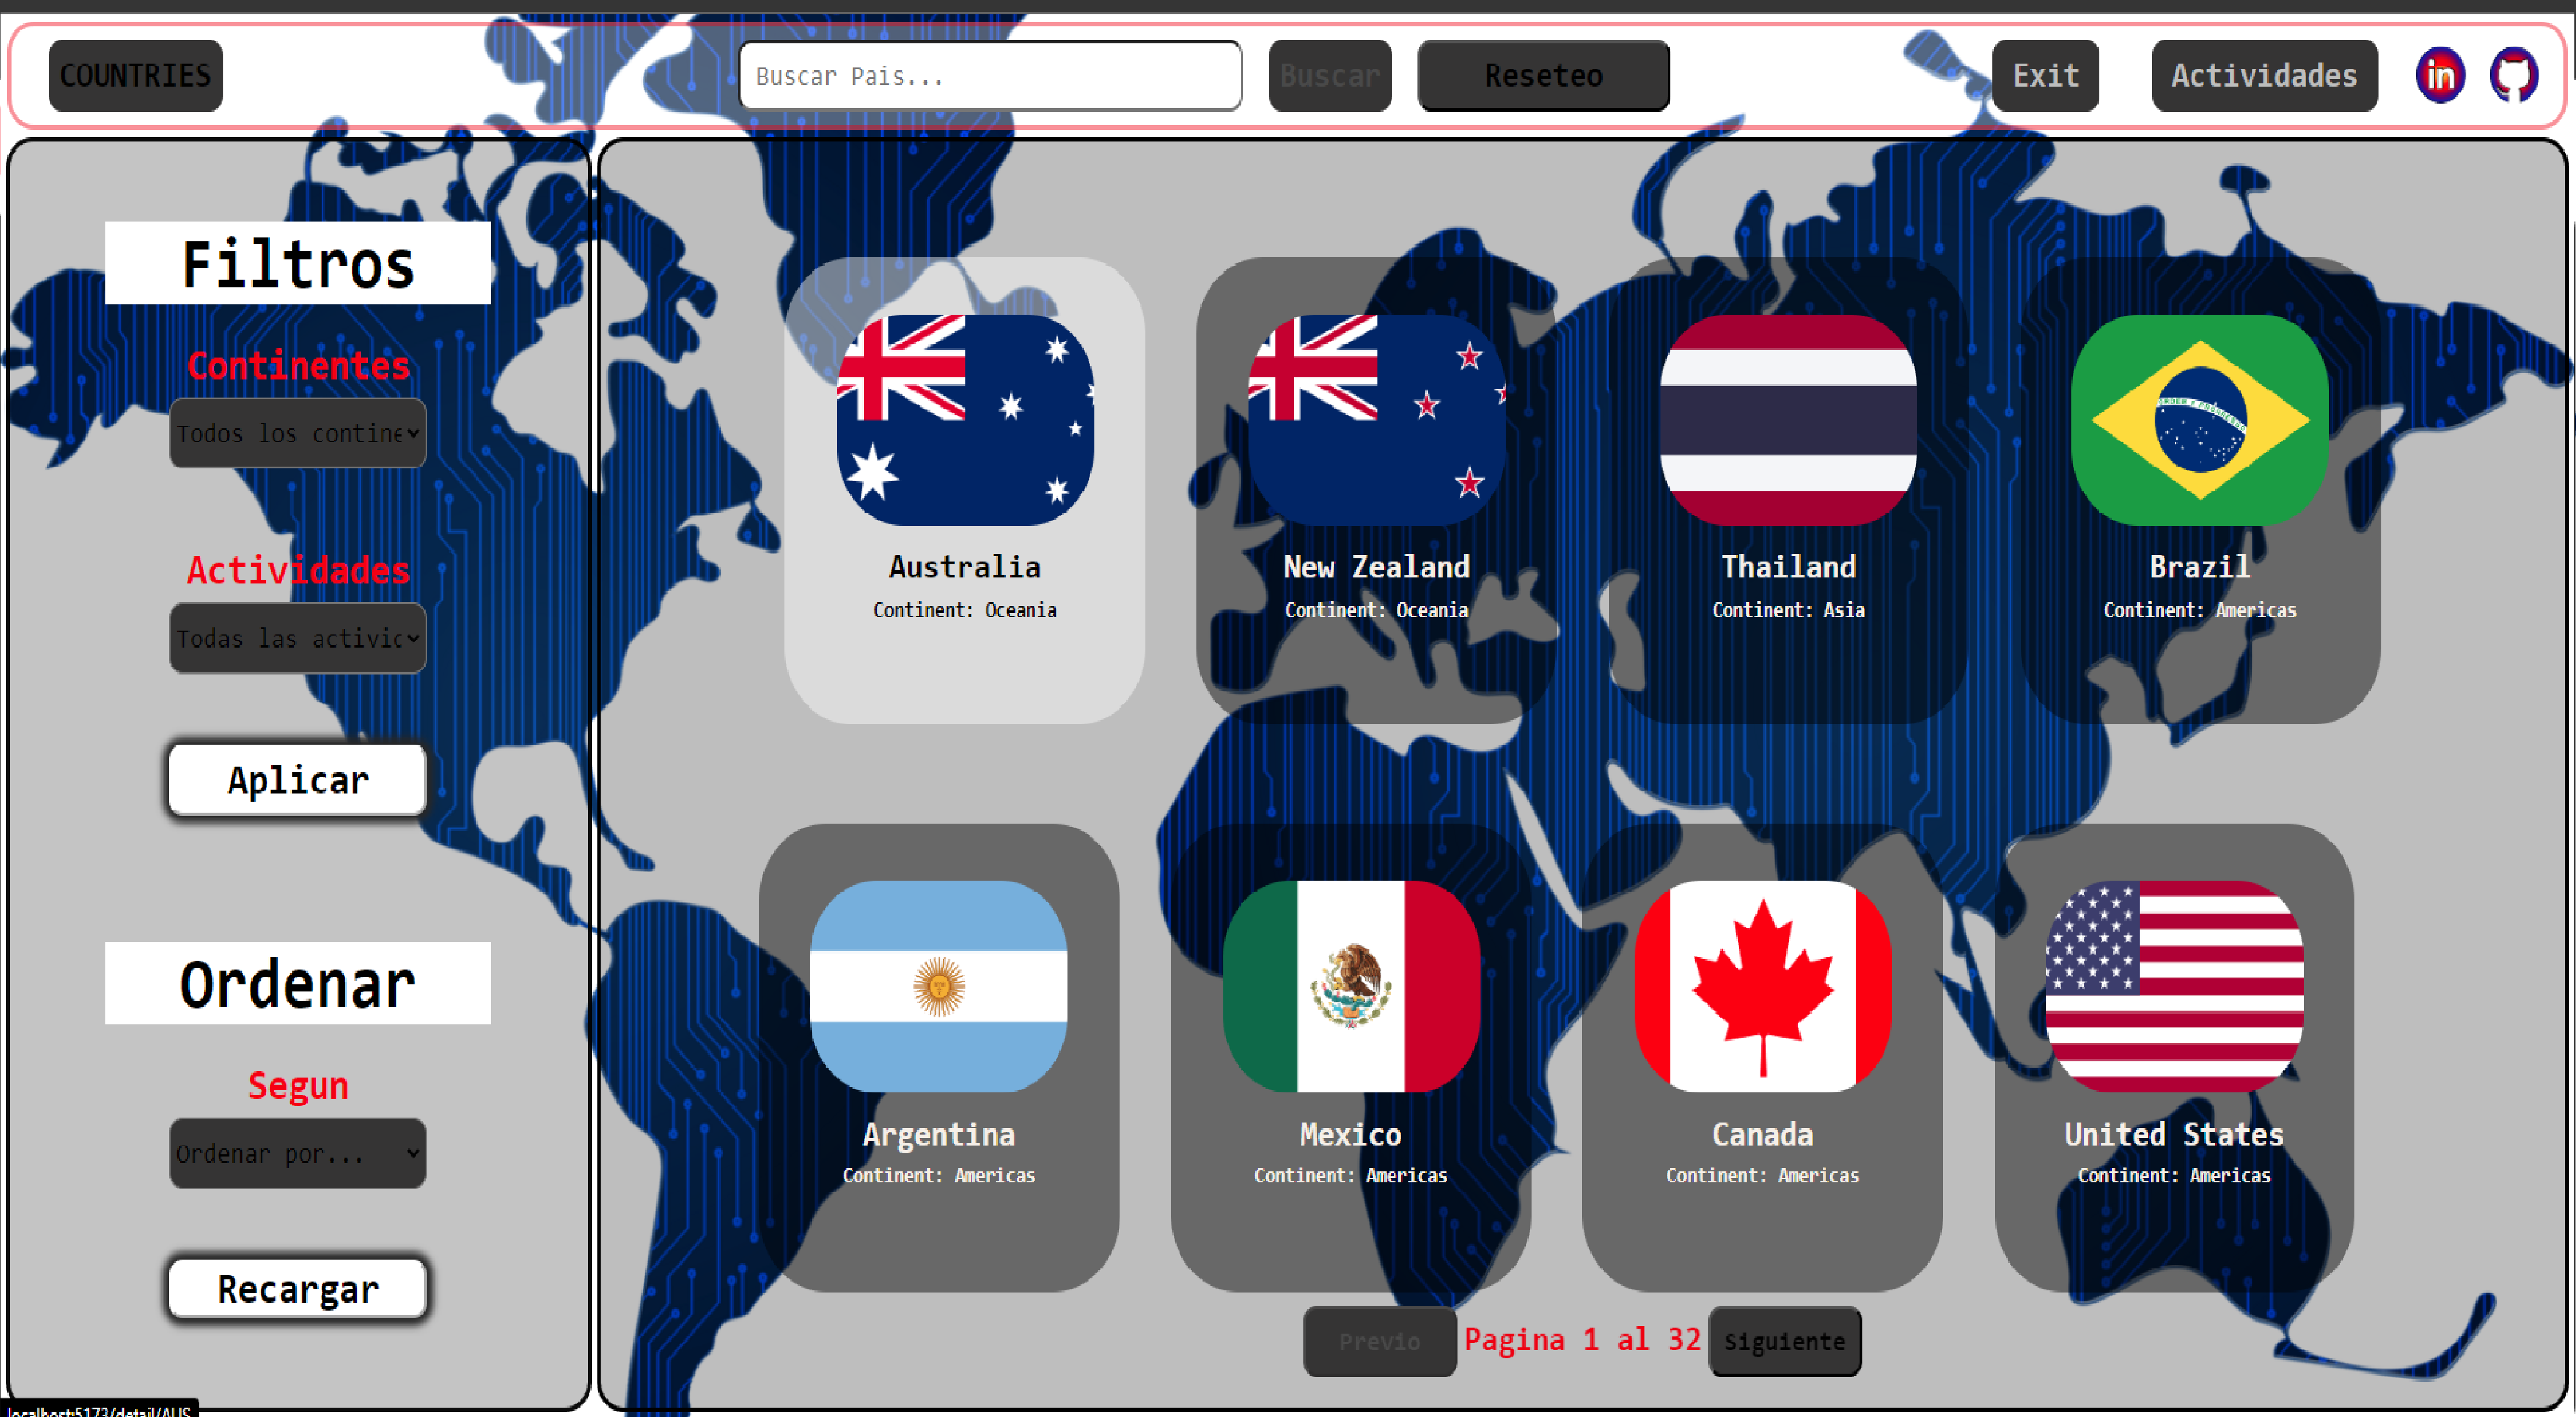 COUNTRIES
Buscar Pais...
Buscar
Reseteo
Exit
Actividades
in
Filtros
Continentes
Todos los contine
Actividades
Todas las activic
Aplicar
Ordenar
Segun
Ordenar por...
Recargar
Australia
Continent: Oceania
New Zealand
Continent: Oceania
Thailand
Continent: Asia
Brazil
Continent: Americas
Argentina
Continent: Americas
Mexico
Continent: Americas
Canada
Continent: Americas
United States
Continent: Americas
Previo
Pagina 1 al 32
Siguiente
localhost:5173/detail/AUS